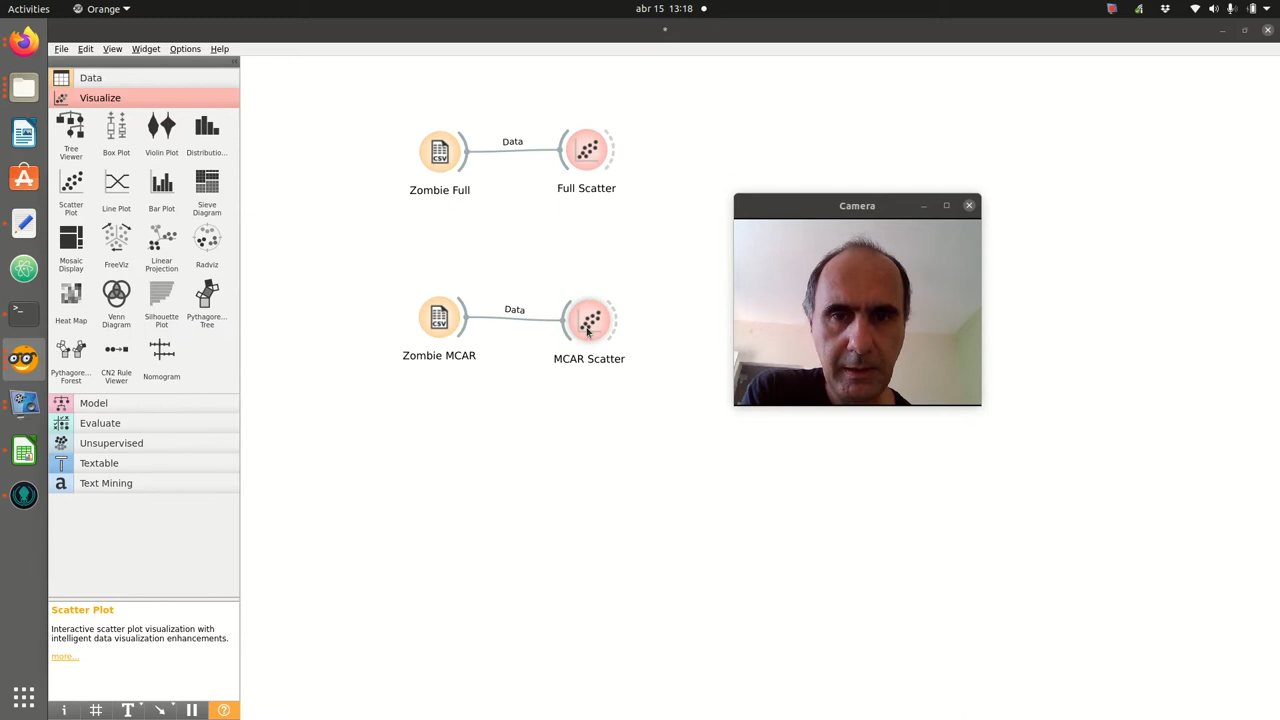 Activities
Orange
abr 15 13:18
File Edit View Widget Options Help
Data
Visualize
Tree Viewer
Box Plot
Violin Plot
Distributio...
Scatter Plot
Line Plot
Bar Plot
Sieve Diagram
Mosaic Display
FreeViz
Linear Projection
Radviz
Heat Map
Venn Diagram
Silhouette Plot
Pythagore... Tree
Pythagore... Forest
CN2 Rule Viewer
Nomogram
Model
Evaluate
Unsupervised
Textable
Text Mining
Scatter Plot
Interactive scatter plot visualization with
intelligent data visualization enhancements.
more...
CSV
Data
Zombie Full
Full Scatter
CSV
Data
Zombie MCAR
MCAR Scatter
Camera